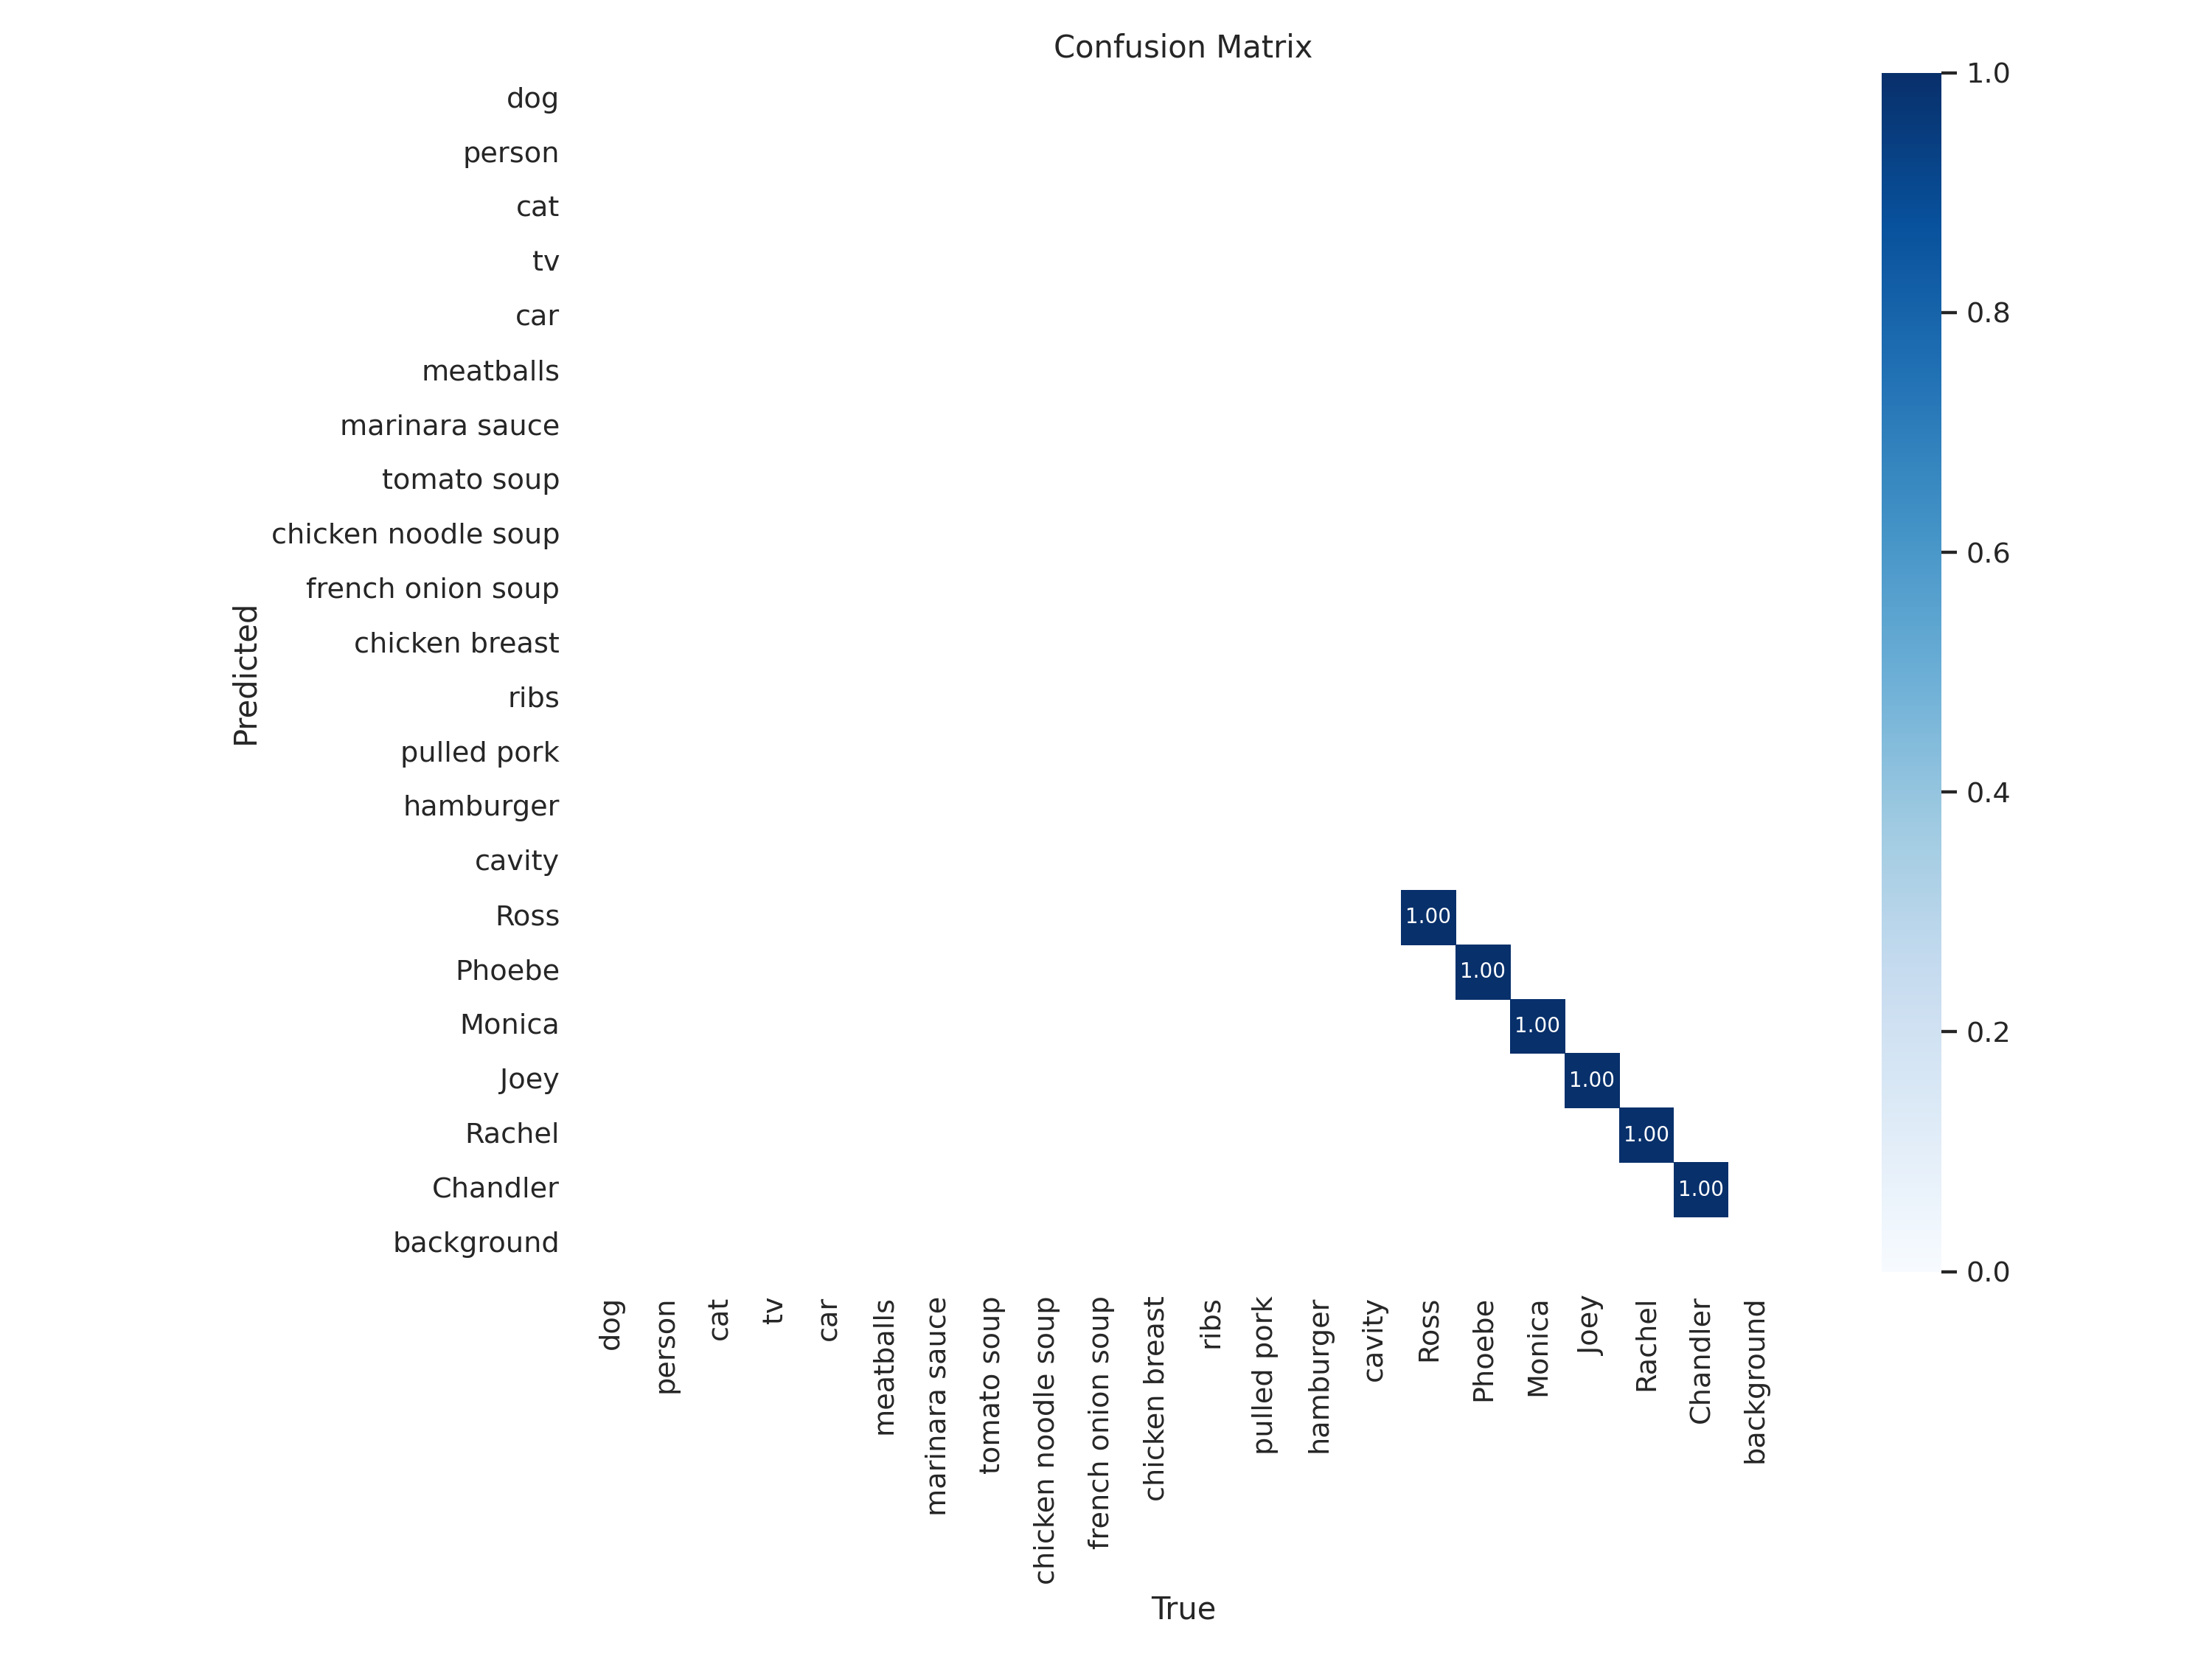 Confusion Matrix
dog
person
cat
tv
car
meatballs
marinara sauce
tomato soup
chicken noodle soup
french onion soup
chicken breast
ribs
pulled pork
hamburger
cavity
Ross
Phoebe
Monica
Joey
Rachel
Chandler
background
Predicted
1.00
1.00
1.00
1.00
1.00
1.00
dog
person
cat
tv
car
meatballs
marinara sauce
tomato soup
chicken noodle soup
french onion soup
chicken breast
ribs
pulled pork
hamburger
cavity
Ross
Phoebe
Monica
Joey
Rachel
Chandler
background
True
1.0
0.8
0.6
0.4
0.2
0.0